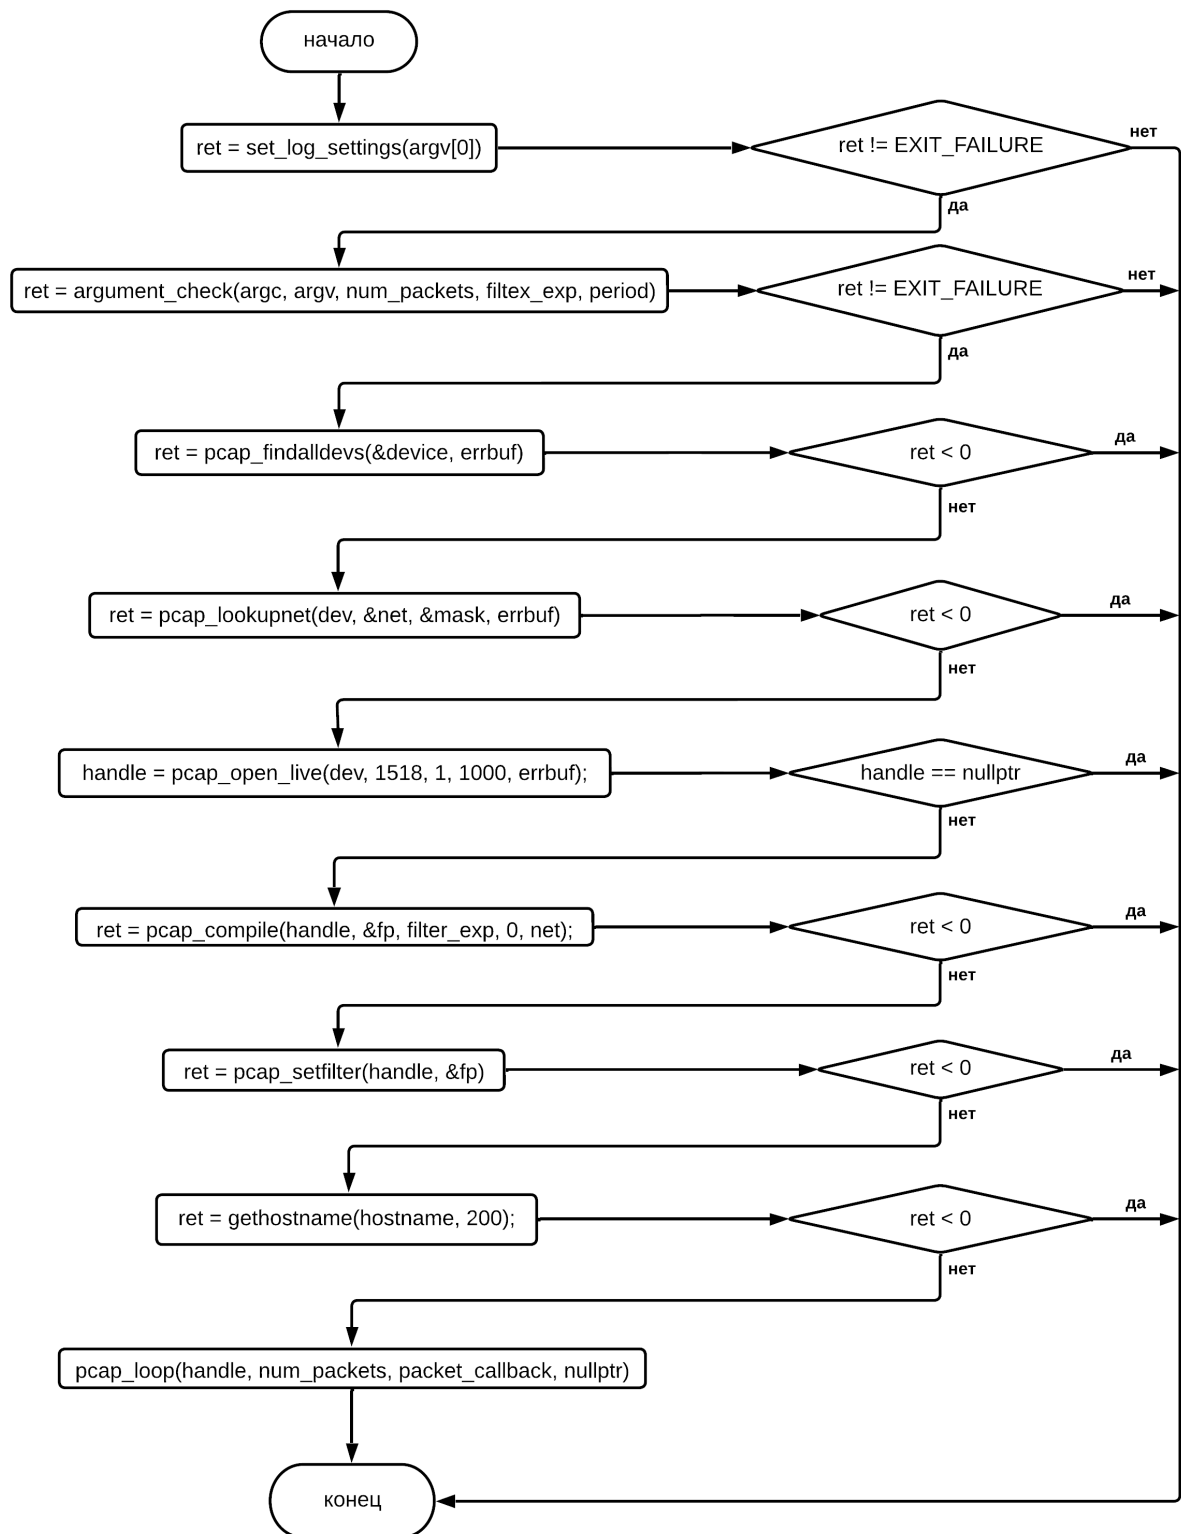 начало
ret = set_log_settings(argv[0])
ret != EXIT_FAILURE
нет
да
ret = argument_check(argc, argv, num_packets, filtex_exp, period)
ret != EXIT_FAILURE
нет
да
ret = pcap_findalldevs(&device, errbuf)
ret < 0
да
нет
ret = pcap_lookupnet(dev, &net, &mask, errbuf)
ret < 0
да
нет
handle = pcap_open_live(dev, 1518, 1, 1000, errbuf);
handle == nullptr
да
нет
ret = pcap_compile(handle, &fp, filter_exp, 0, net);
ret < 0
да
нет
ret = pcap_setfilter(handle, &fp)
ret < 0
да
нет
ret = gethostname(hostname, 200);
ret < 0
да
нет
pcap_loop(handle, num_packets, packet_callback, nullptr)
конец